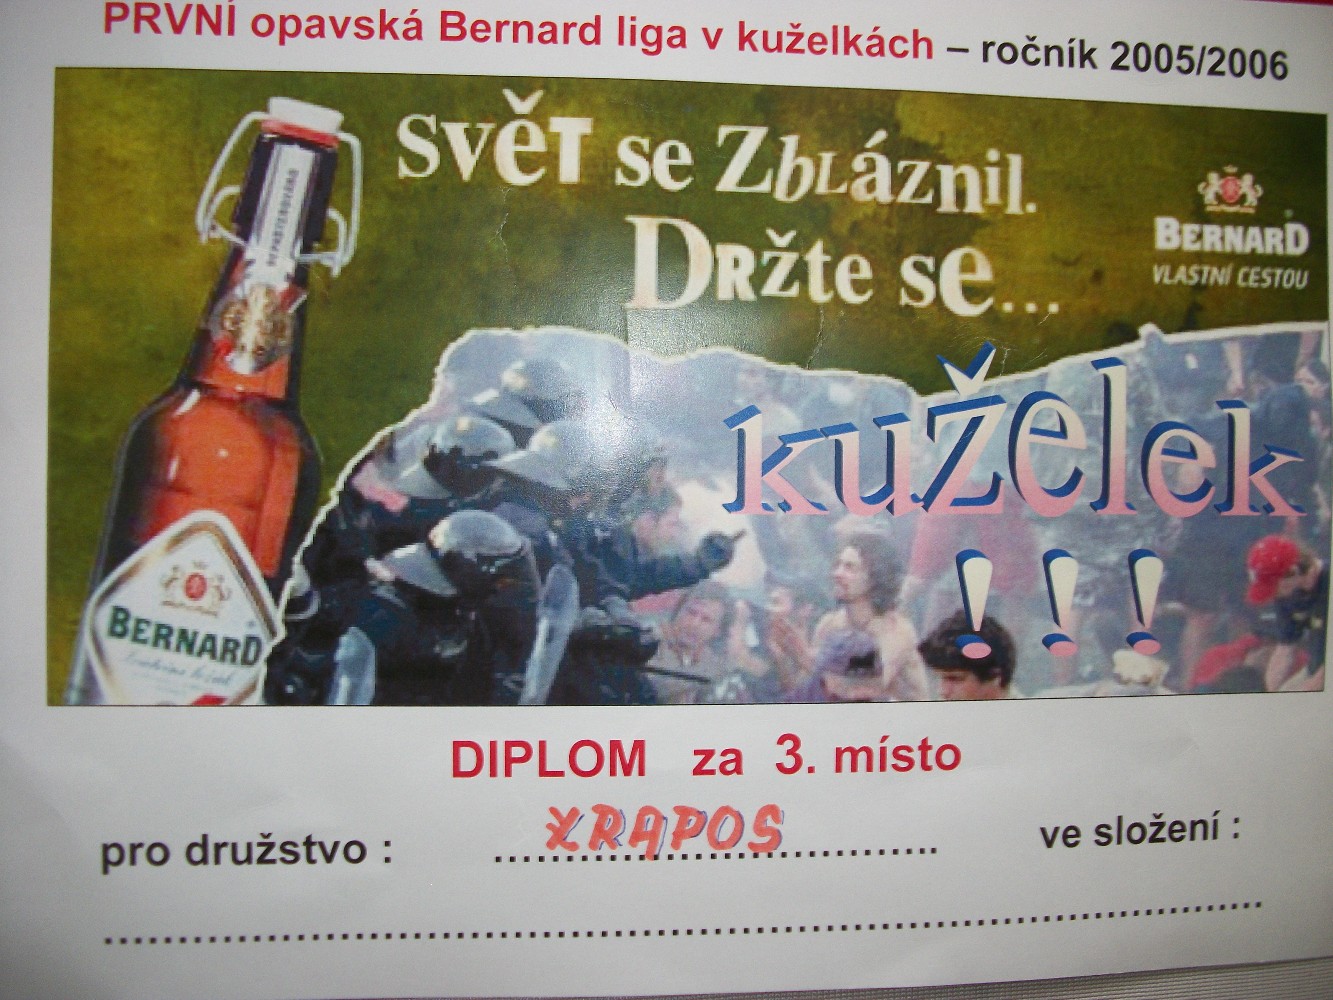 PRVNÍ opavská Bernard liga v kuželkách – ročník 2005/2006
Svět se Zbláznil.
Držte se...
BERNARD
VLASTNÍ CESTOU
kuželek
!!!
BERNARD
DIPLOM za 3. místo
pro družstvo : XRAPOS ve složení :